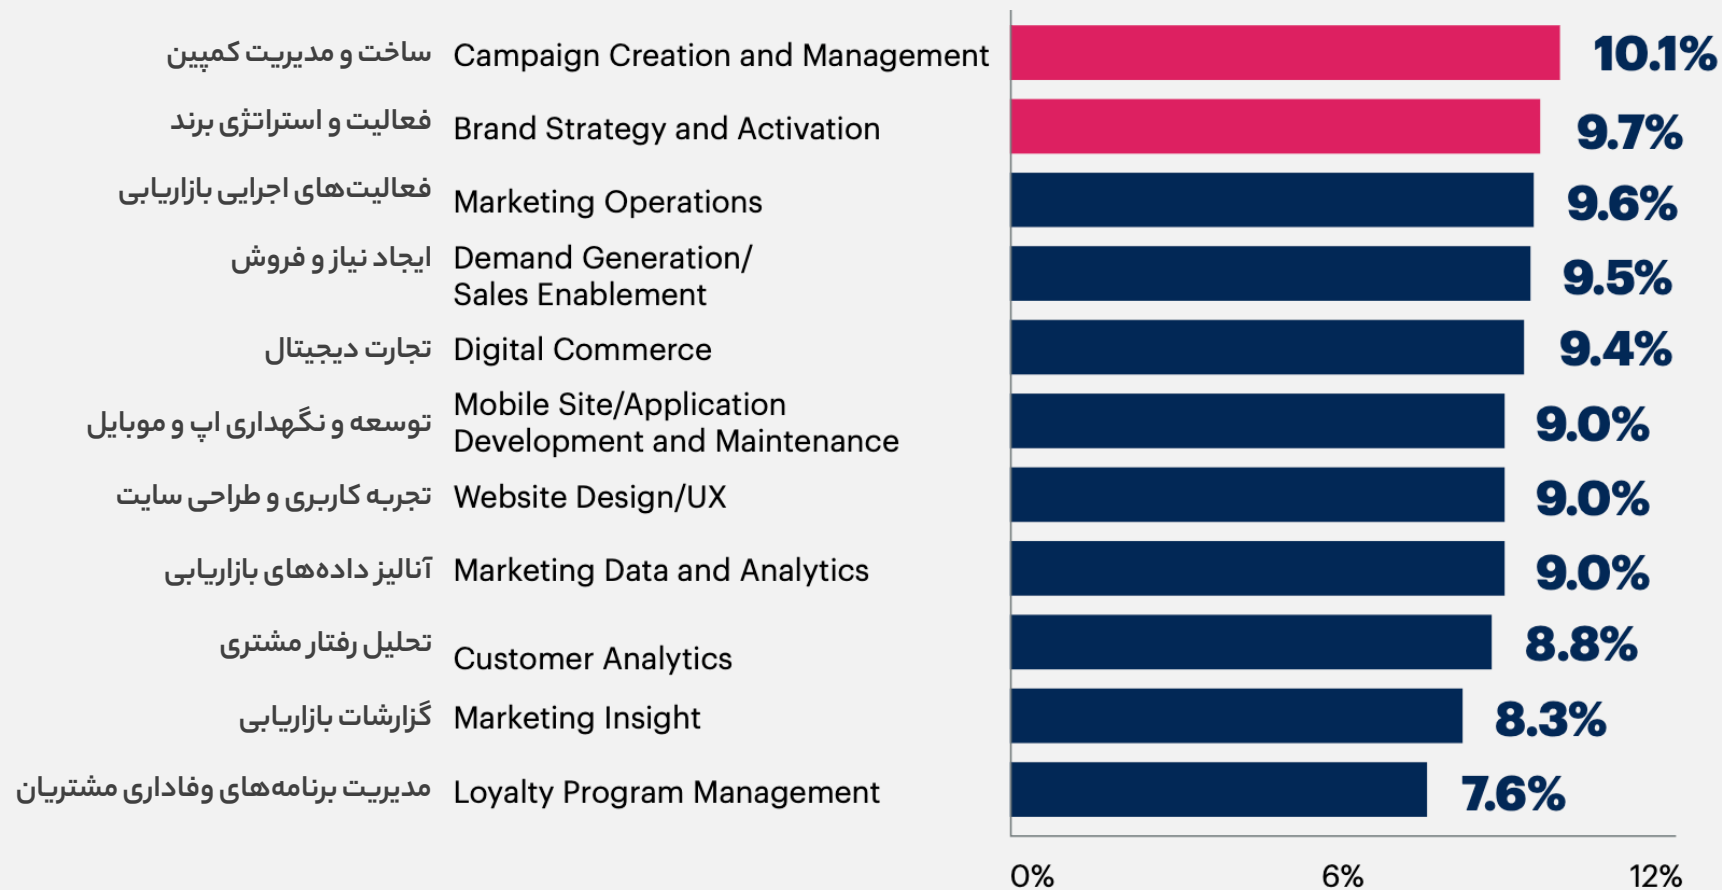 ساخت و مدیریت کمپین Campaign Creation and Management 10.1%
فعالیت و استراتژی برند Brand Strategy and Activation 9.7%
فعالیت‌های اجرایی بازاریابی Marketing Operations 9.6%
ایجاد نیاز و فروش Demand Generation/
Sales Enablement 9.5%
تجارت دیجیتال Digital Commerce 9.4%
توسعه و نگهداری اپ و موبایل Mobile Site/Application
Development and Maintenance 9.0%
تجربه کاربری و طراحی سایت Website Design/UX 9.0%
آنالیز داده‌های بازاریابی Marketing Data and Analytics 9.0%
تحلیل رفتار مشتری Customer Analytics 8.8%
گزارشات بازاریابی Marketing Insight 8.3%
مدیریت برنامه‌های وفاداری مشتریان Loyalty Program Management 7.6%
0% 6% 12%